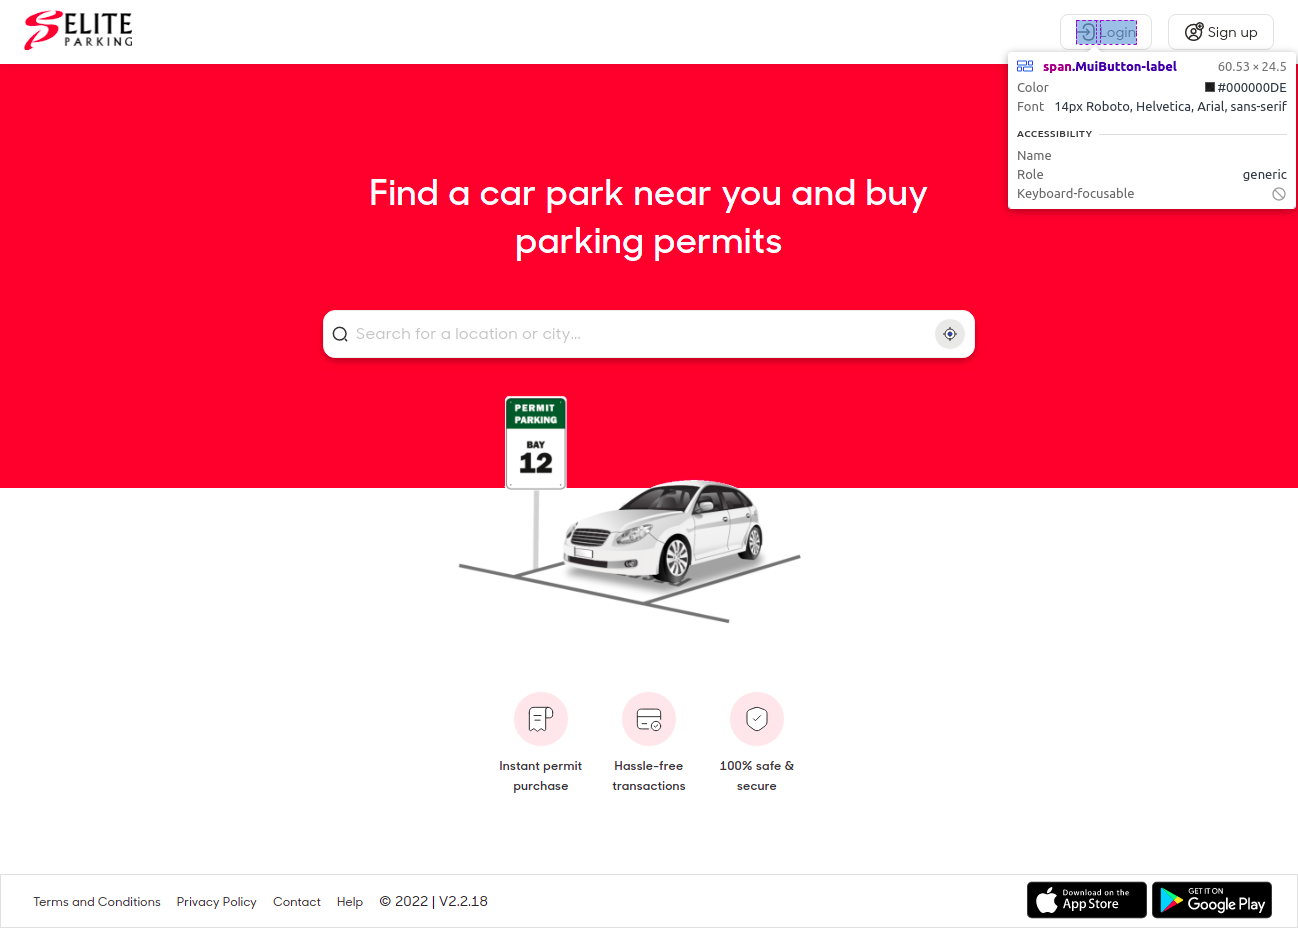 ELITE
PARKING
Login
Sign up
span.MuiButton-label 60.53 × 24.5
Color #000000DE
Font 14px Roboto, Helvetica, Arial, sans-serif
ACCESSIBILITY
Name
Role generic
Keyboard-focusable
Find a car park near you and buy
parking permits
Search for a location or city...
PERMIT
PARKING
BAY
12
Instant permit
purchase
Hassle-free
transactions
100% safe &
secure
Terms and Conditions Privacy Policy Contact Help © 2022 | V2.2.18
Download on the
App Store
GET IT ON
Google Play